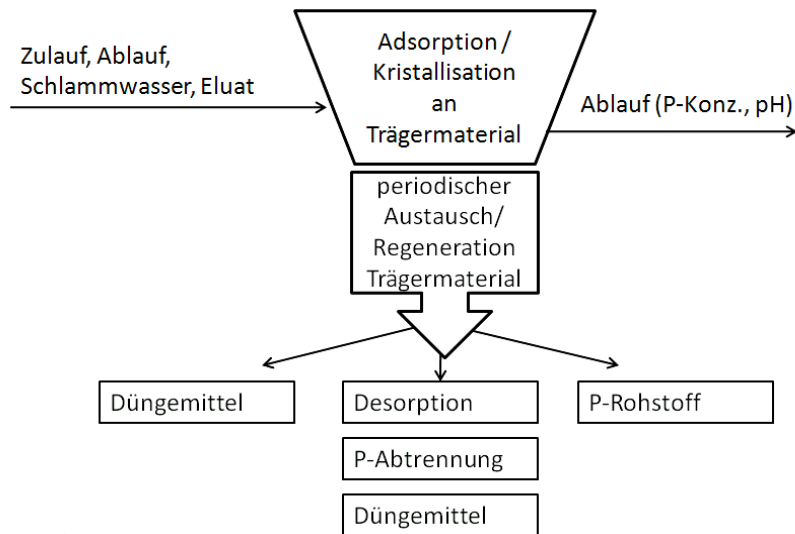 Zulauf, Ablauf,
Schlammwasser, Eluat
Adsorption /
Kristallisation
an
Trägermaterial
Ablauf (P-Konz., pH)
periodischer
Austausch/
Regeneration
Trägermaterial
Düngemittel
Desorption
P-Rohstoff
P-Abtrennung
Düngemittel